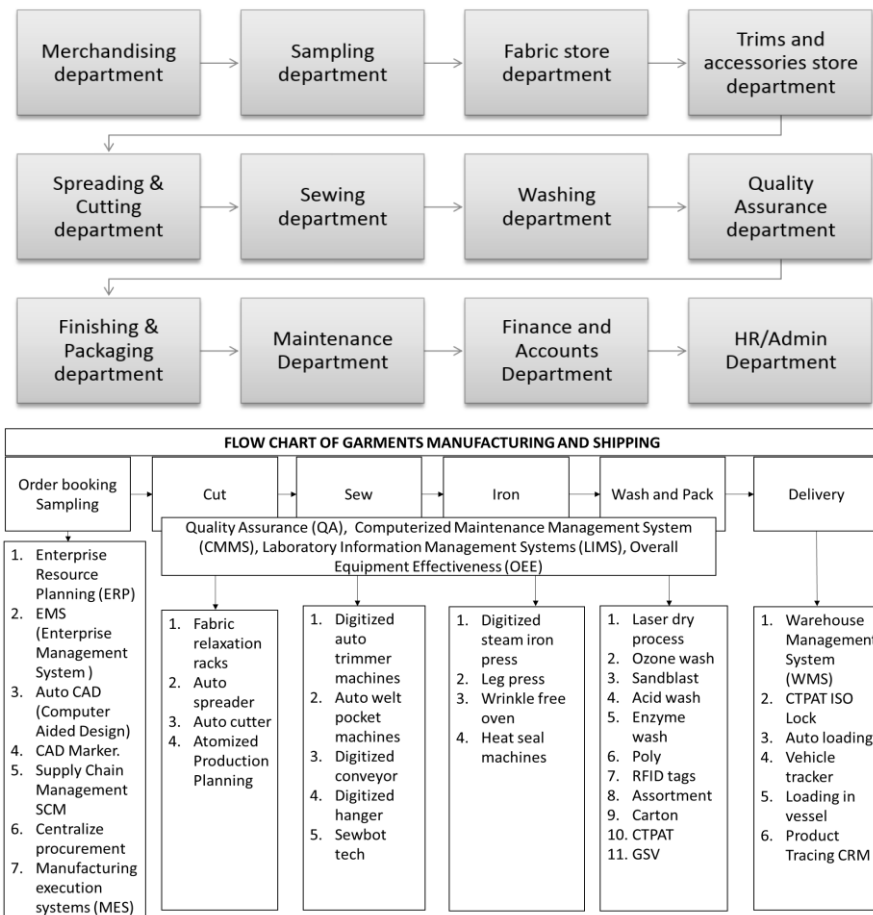 Merchandising
department
Sampling
department
Fabric store
department
Trims and
accessories store
department
Spreading &
Cutting
department
Sewing
department
Washing
department
Quality
Assurance
department
Finishing &
Packaging
department
Maintenance
Department
Finance and
Accounts
Department
HR/Admin
Department
FLOW CHART OF GARMENTS MANUFACTURING AND SHIPPING
Order booking
Sampling
Cut
Sew
Iron
Wash and Pack
Delivery
Quality Assurance (QA), Computerized Maintenance Management System
(CMMS), Laboratory Information Management Systems (LIMS), Overall
Equipment Effectiveness (OEE)
1. Enterprise
Resource
Planning (ERP)
2. EMS
(Enterprise
Management
System )
3. Auto CAD
(Computer
Aided Design)
4. CAD Marker.
5. Supply Chain
Management
SCM
6. Centralize
procurement
7. Manufacturing
execution
systems (MES)
1. Fabric
relaxation
racks
2. Auto
spreader
3. Auto cutter
4. Atomized
Production
Planning
1. Digitized
auto
trimmer
machines
2. Auto welt
pocket
machines
3. Digitized
conveyor
4. Digitized
hanger
5. Sewbot
tech
1. Digitized
steam iron
press
2. Leg press
3. Wrinkle free
oven
4. Heat seal
machines
1. Laser dry
process
2. Ozone wash
3. Sandblast
4. Acid wash
5. Enzyme
wash
6. Poly
7. RFID tags
8. Assortment
9. Carton
10. CTPAT
11. GSV
1. Warehouse
Management
System
(WMS)
2. CTPAT ISO
Lock
3. Auto loading
4. Vehicle
tracker
5. Loading in
vessel
6. Product
Tracing CRM